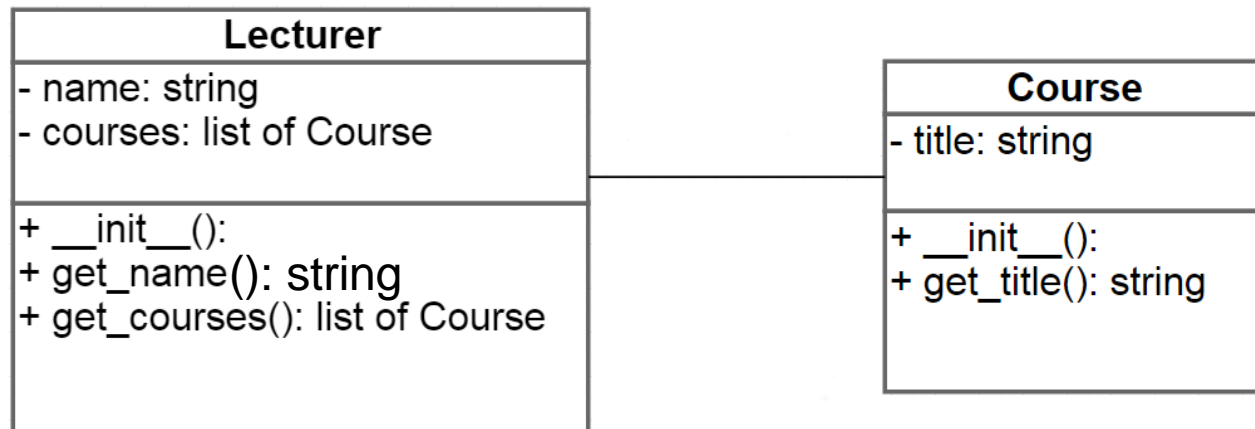 Lecturer
- name: string
- courses: list of Course
+ __init__():
+ get_name(): string
+ get_courses(): list of Course
Course
- title: string
+ __init__():
+ get_title(): string